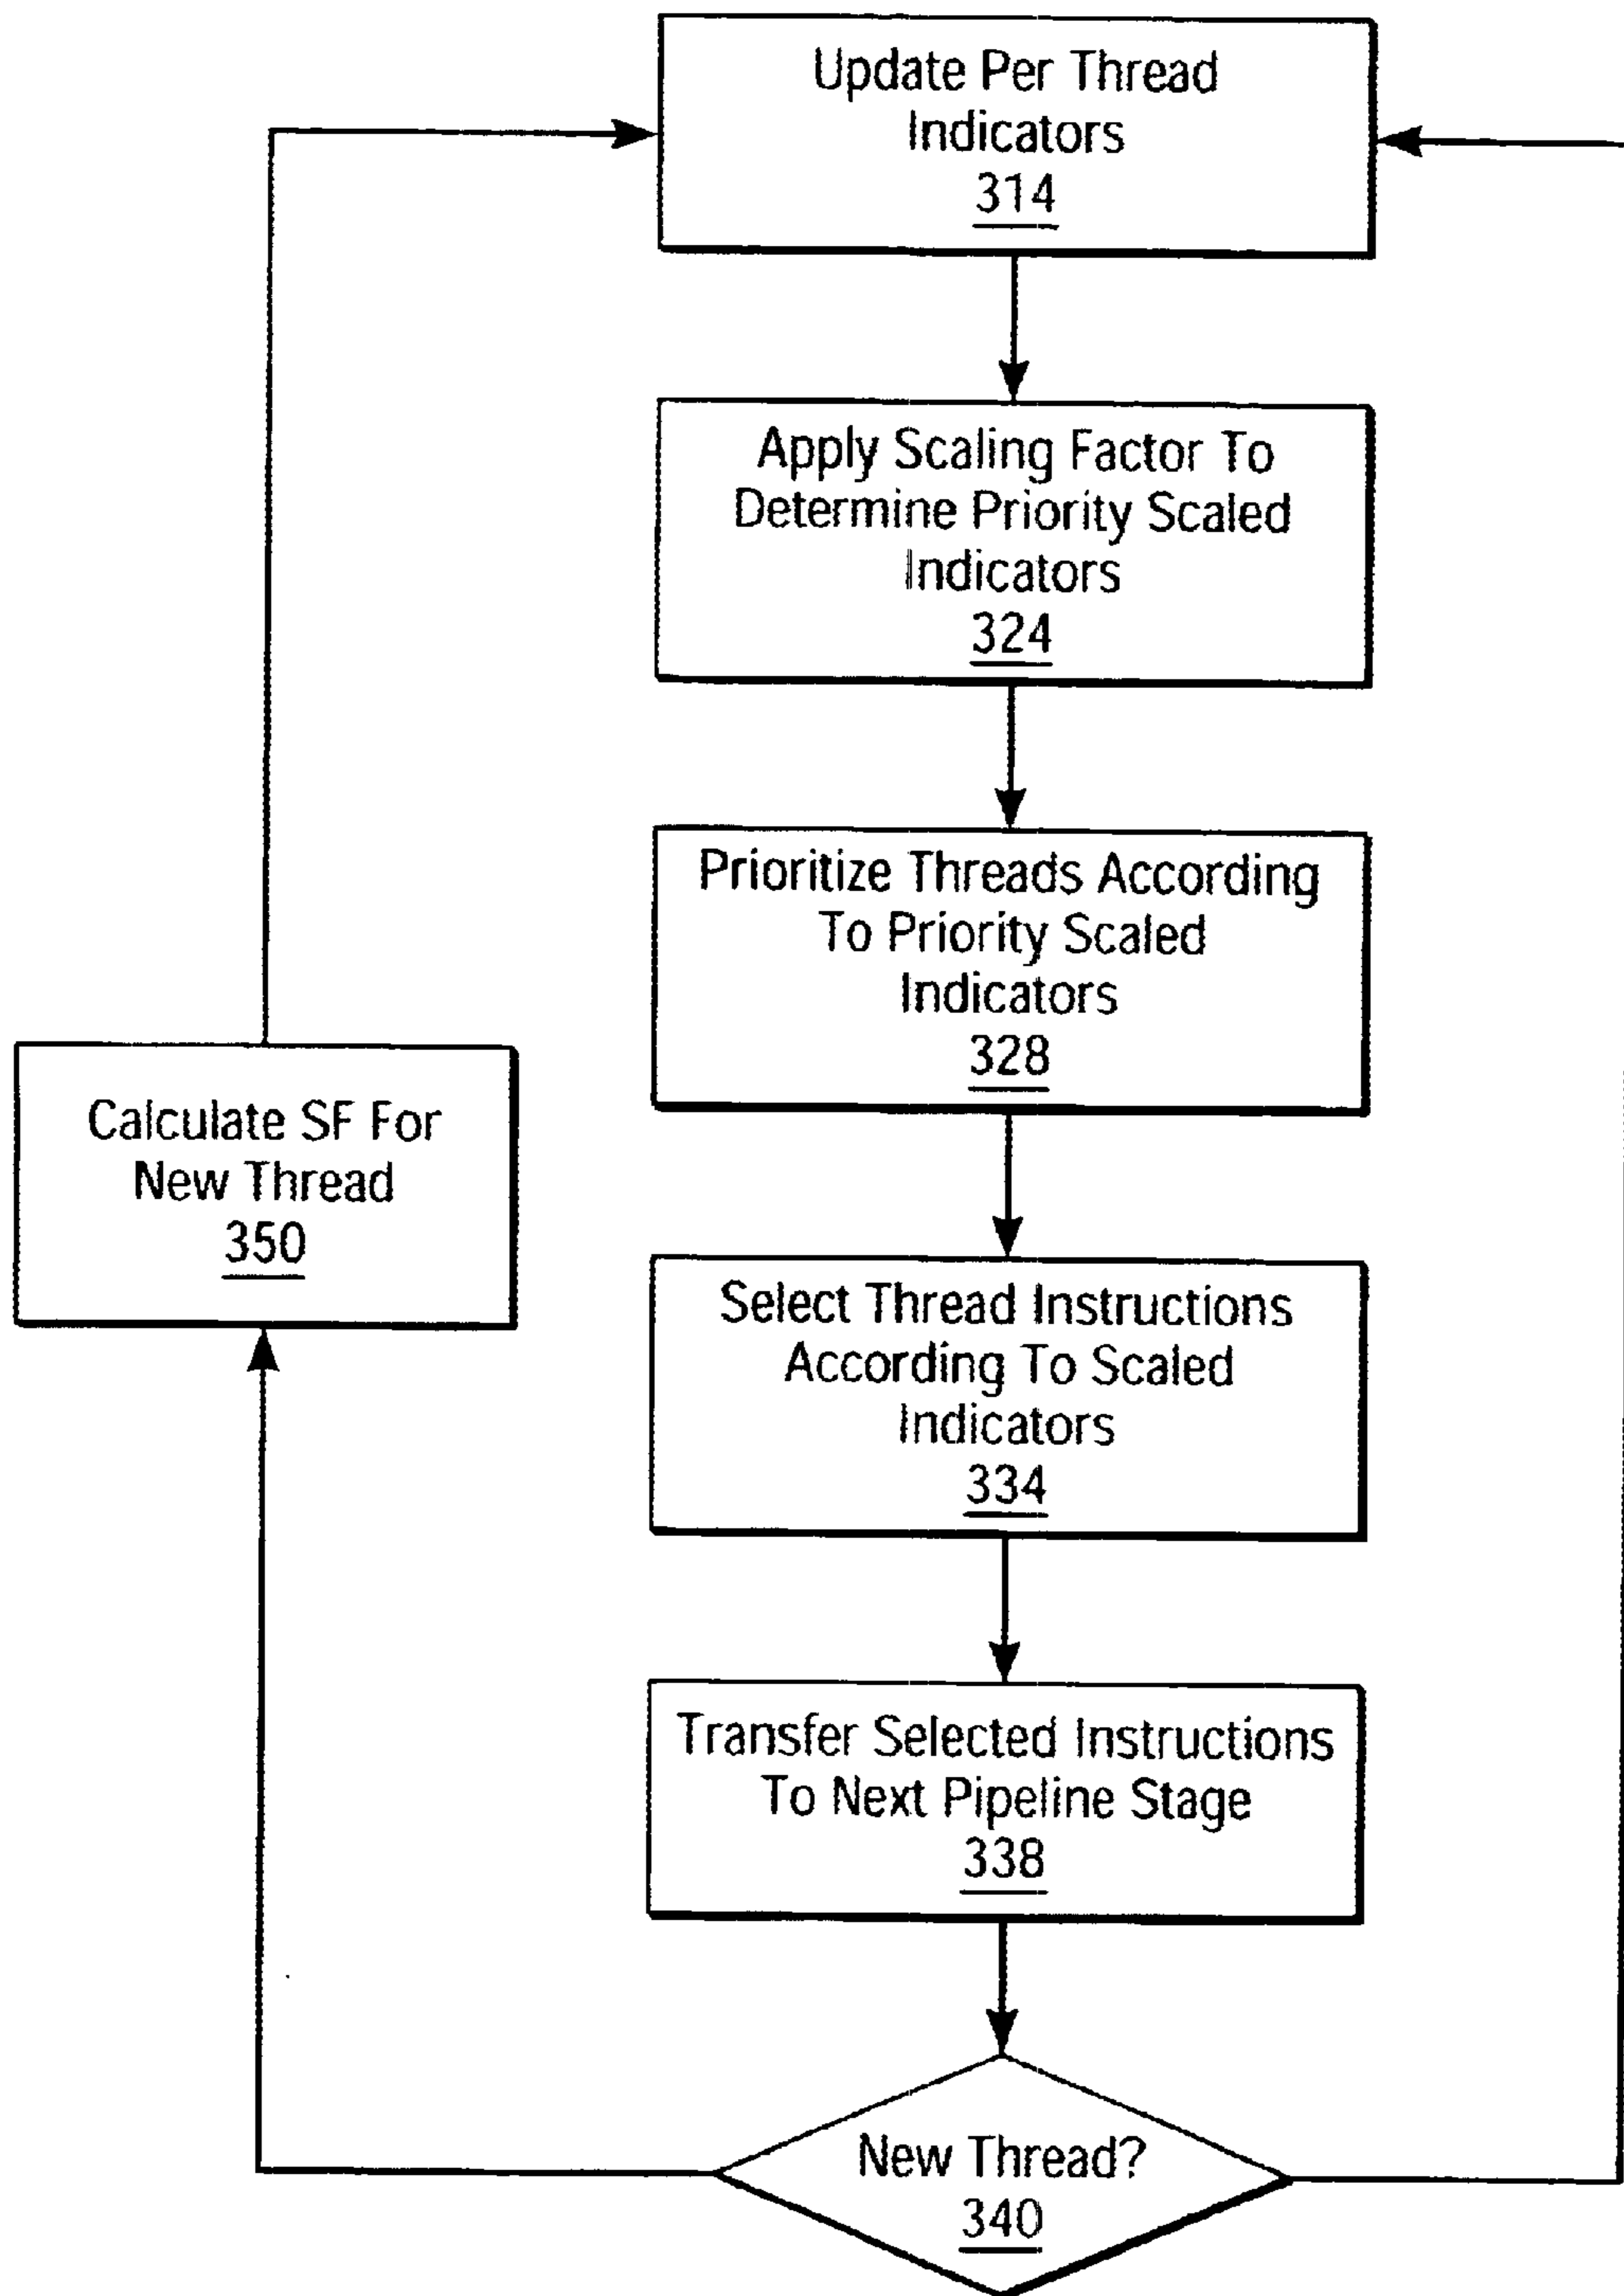 Update Per Thread
Indicators
314
Apply Scaling Factor To
Determine Priority Scaled
Indicators
324
Prioritize Threads According
To Priority Scaled
Indicators
328
Calculate SF For
New Thread
350
Select Thread Instructions
According To Scaled
Indicators
334
Transfer Selected Instructions
To Next Pipeline Stage
338
New Thread?
340